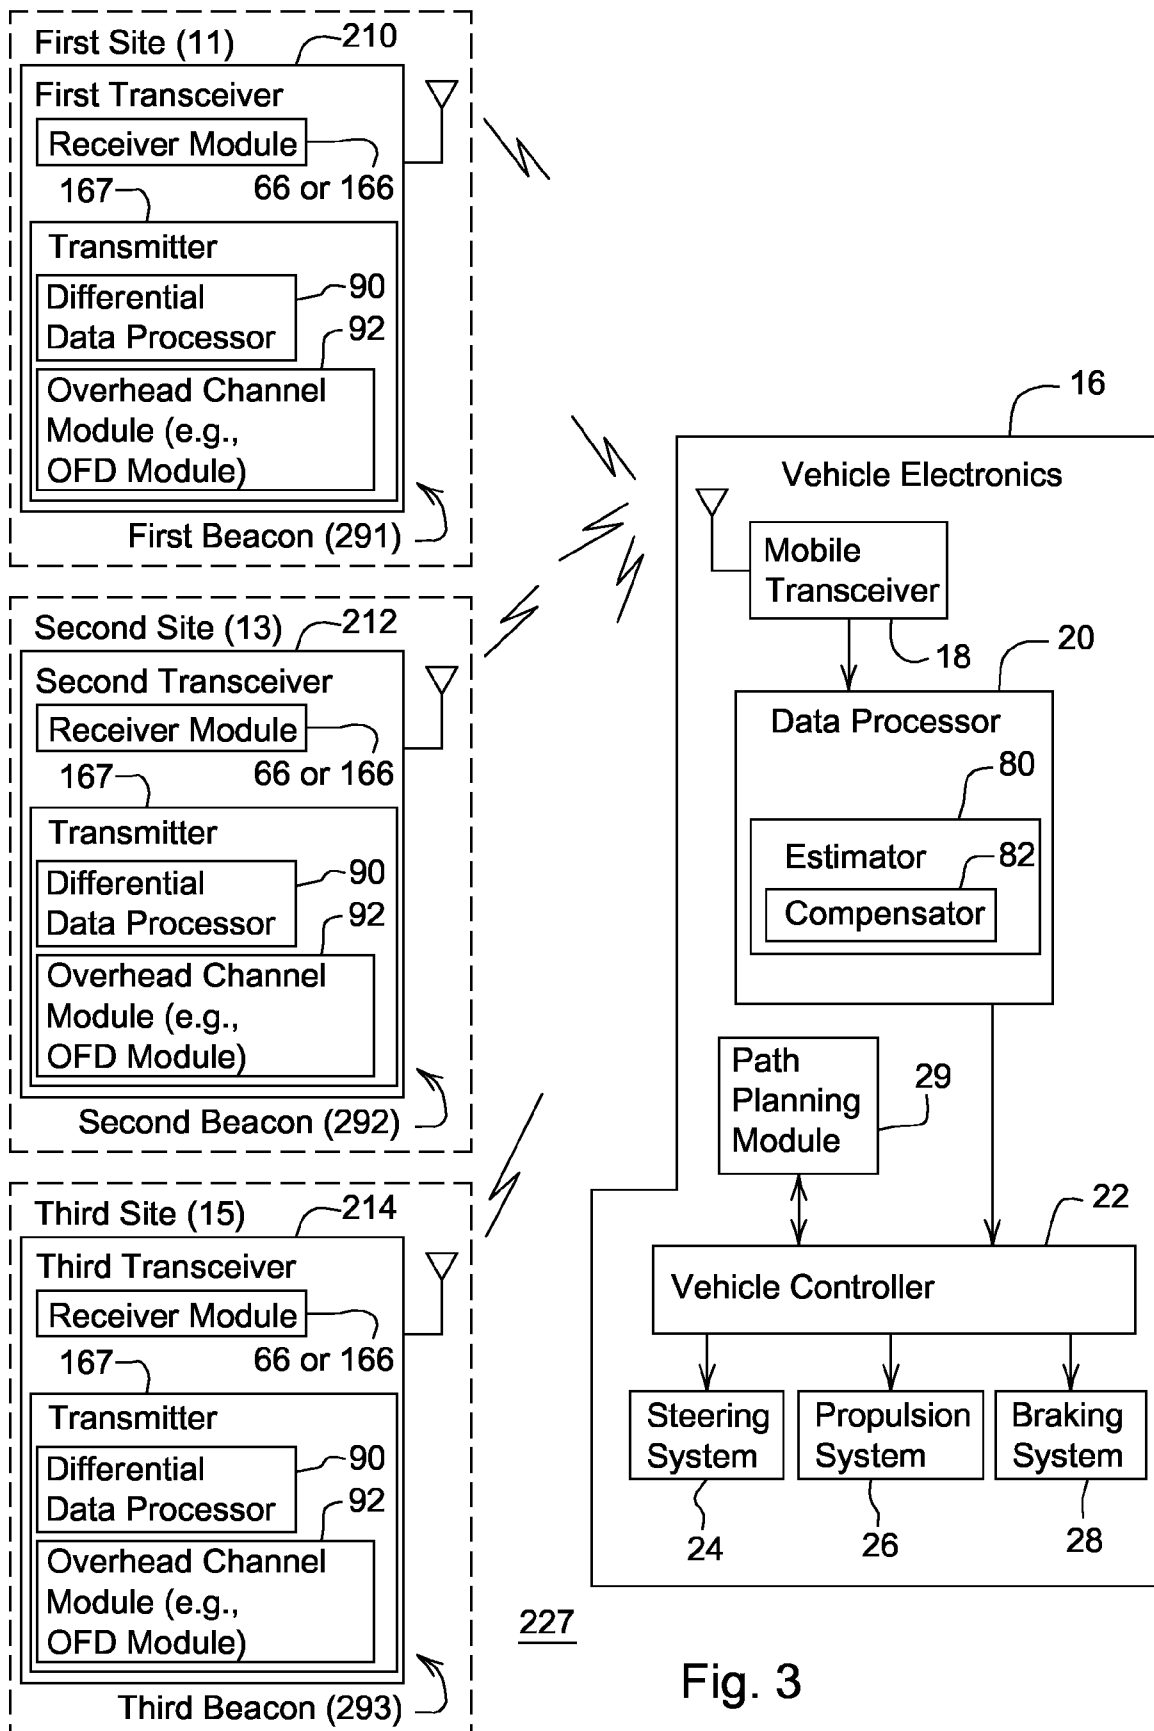 First Site (11)
210
First Transceiver
Receiver Module
167
66 or 166
Transmitter
Differential
Data Processor
90
92
Overhead Channel
Module (e.g.,
OFD Module)
First Beacon (291)
Second Site (13)
212
Second Transceiver
Receiver Module
167
66 or 166
Transmitter
Differential
Data Processor
90
92
Overhead Channel
Module (e.g.,
OFD Module)
Second Beacon (292)
Third Site (15)
214
Third Transceiver
Receiver Module
167
66 or 166
Transmitter
Differential
Data Processor
90
92
Overhead Channel
Module (e.g.,
OFD Module)
Third Beacon (293)
16
Vehicle Electronics
Mobile
Transceiver
18
20
Data Processor
80
Estimator
82
Compensator
Path
Planning
Module
29
22
Vehicle Controller
Steering
System
Propulsion
System
Braking
System
24
26
28
227
Fig. 3